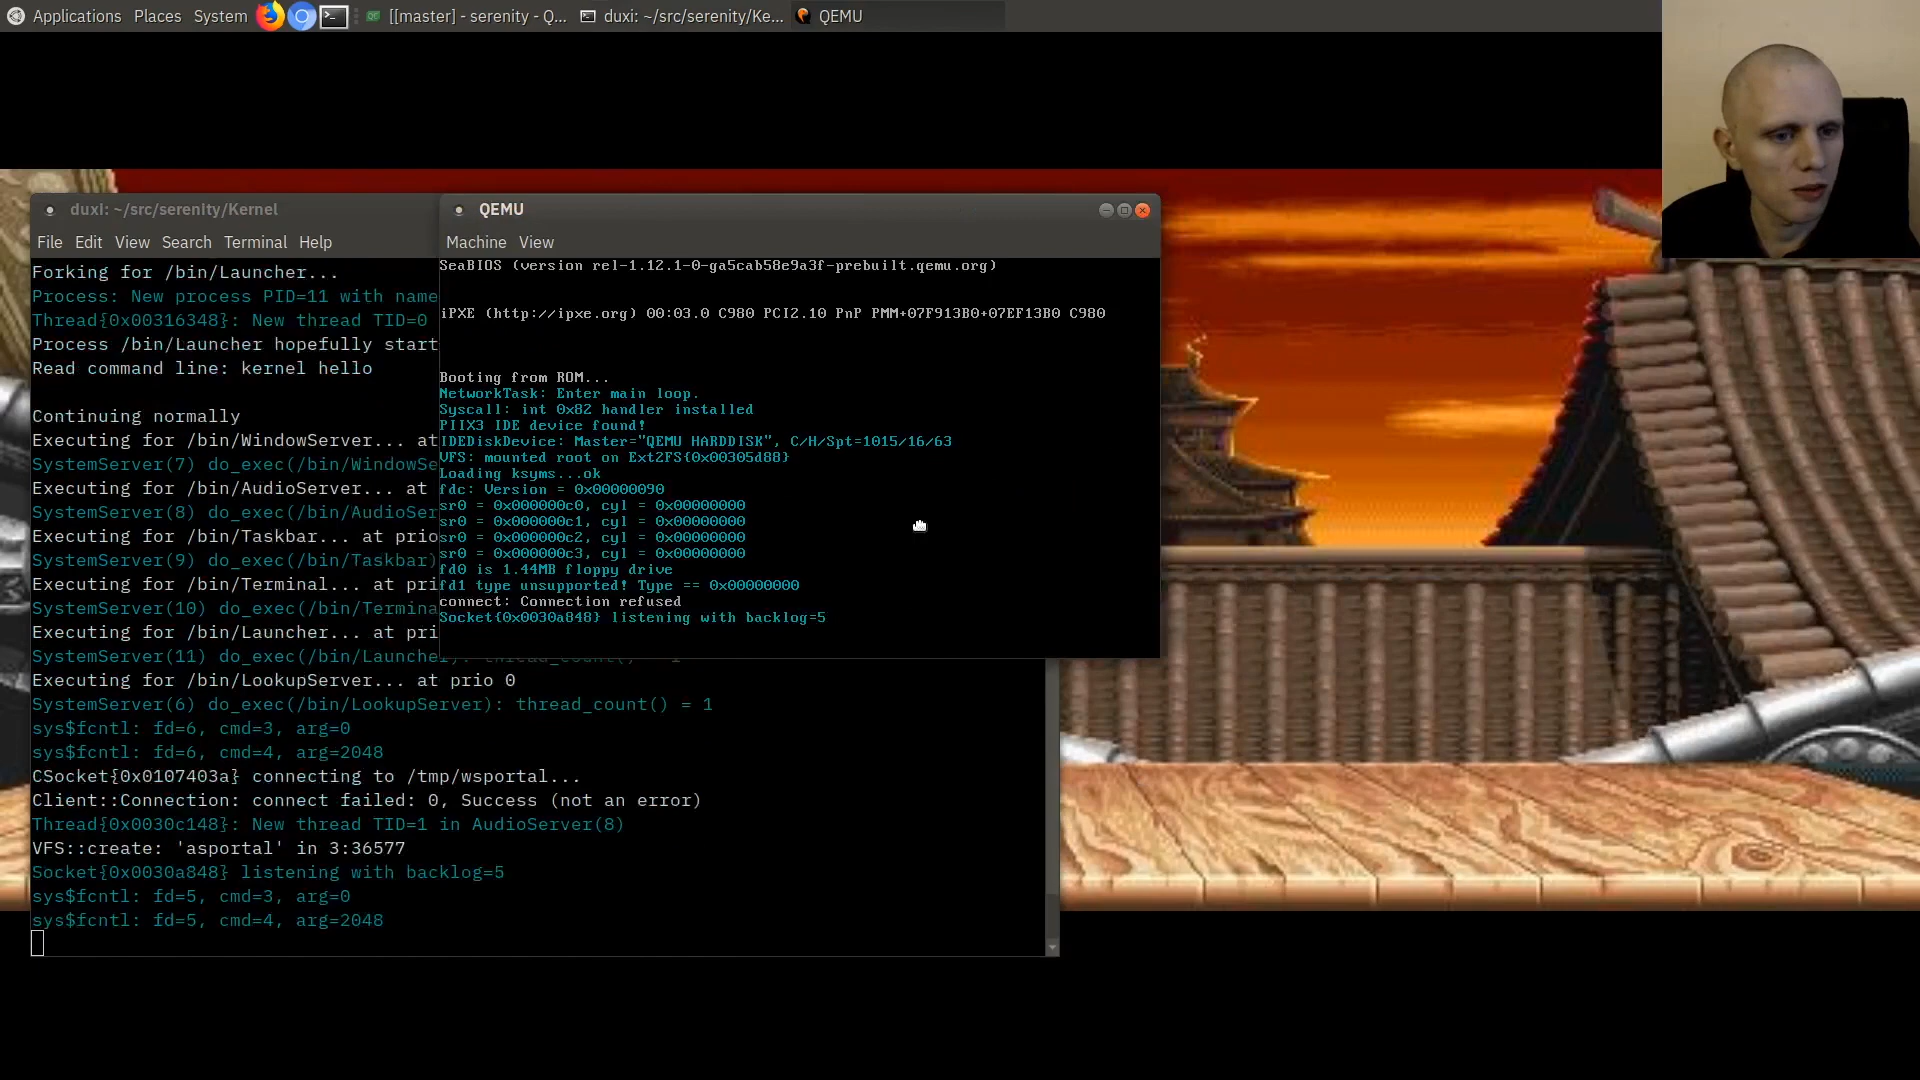 Applications Places System [[master] - serenity - Q... duxi: ~/src/serenity/Ke... QEMU
duxi: ~/src/serenity/Kernel
File Edit View Search Terminal Help
Forking for /bin/Launcher...
Process: New process PID=11 with name
Thread{0x00316348}: New thread TID=0
Process /bin/Launcher hopefully start
Read command line: kernel hello
Continuing normally
Executing for /bin/WindowServer... at
SystemServer(7) do_exec(/bin/WindowSe
Executing for /bin/AudioServer... at
SystemServer(8) do_exec(/bin/AudioSer
Executing for /bin/Taskbar... at prio
SystemServer(9) do_exec(/bin/Taskbar)
Executing for /bin/Terminal... at pri
SystemServer(10) do_exec(/bin/Termina
Executing for /bin/Launcher... at pri
SystemServer(11) do_exec(/bin/Launcher): thread_count() = 1
Executing for /bin/LookupServer... at prio 0
SystemServer(6) do_exec(/bin/LookupServer): thread_count() = 1
sys$fcntl: fd=6, cmd=3, arg=0
sys$fcntl: fd=6, cmd=4, arg=2048
CSocket{0x0107403a} connecting to /tmp/wsportal...
Client::Connection: connect failed: 0, Success (not an error)
Thread{0x0030c148}: New thread TID=1 in AudioServer(8)
VFS::create: 'asportal' in 3:36577
Socket{0x0030a848} listening with backlog=5
sys$fcntl: fd=5, cmd=3, arg=0
sys$fcntl: fd=5, cmd=4, arg=2048
QEMU
Machine View
SeaBIOS (version rel-1.12.1-0-ga5cab58e9a3f-prebuilt.qemu.org)
iPXE (http://ipxe.org) 00:03.0 C980 PCI2.10 PnP PMM+07F913B0+07EF13B0 C980
Booting from ROM...
NetworkTask: Enter main loop.
Syscall: int 0x82 handler installed
PIIX3 IDE device found!
IDEDiskDevice: Master="QEMU HARDDISK", C/H/Spt=1015/16/63
VFS: mounted root on Ext2FS{0x00305d88}
Loading ksyms...ok
fdc: Version = 0x00000090
sr0 = 0x000000c0, cyl = 0x00000000
sr0 = 0x000000c1, cyl = 0x00000000
sr0 = 0x000000c2, cyl = 0x00000000
sr0 = 0x000000c3, cyl = 0x00000000
fd0 is 1.44MB floppy drive
fd1 type unsupported! Type == 0x00000000
connect: Connection refused
Socket{0x0030a848} listening with backlog=5